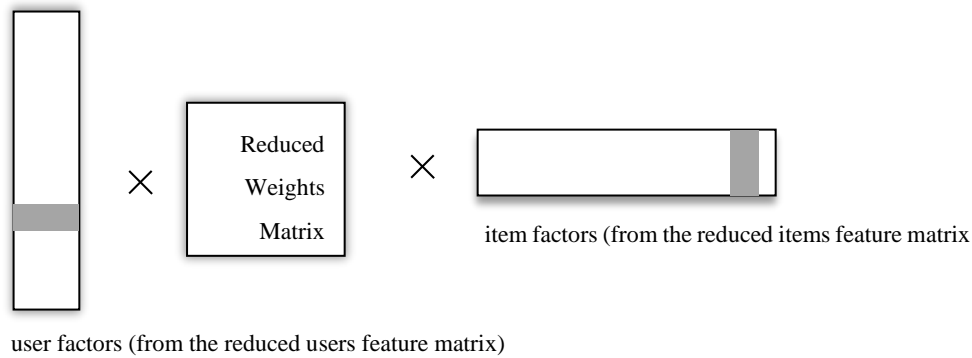 Reduced
Weights
Matrix
item factors (from the reduced items feature matrix
user factors (from the reduced users feature matrix)